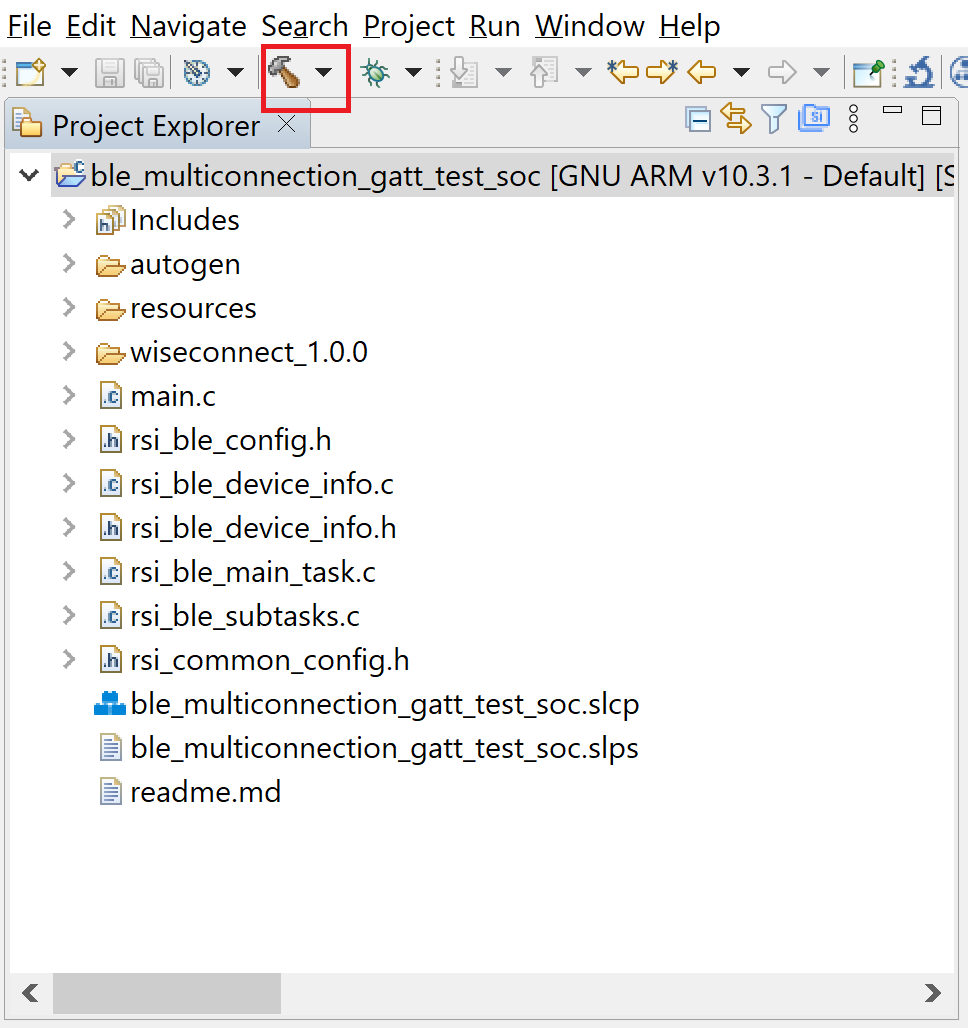 File Edit Navigate Search Project Run Window Help
Project Explorer
ble_multiconnection_gatt_test_soc [GNU ARM v10.3.1 - Default] [S
Includes
autogen
resources
wiseconnect_1.0.0
main.c
rsi_ble_config.h
rsi_ble_device_info.c
rsi_ble_device_info.h
rsi_ble_main_task.c
rsi_ble_subtasks.c
rsi_common_config.h
ble_multiconnection_gatt_test_soc.slcp
ble_multiconnection_gatt_test_soc.slps
readme.md